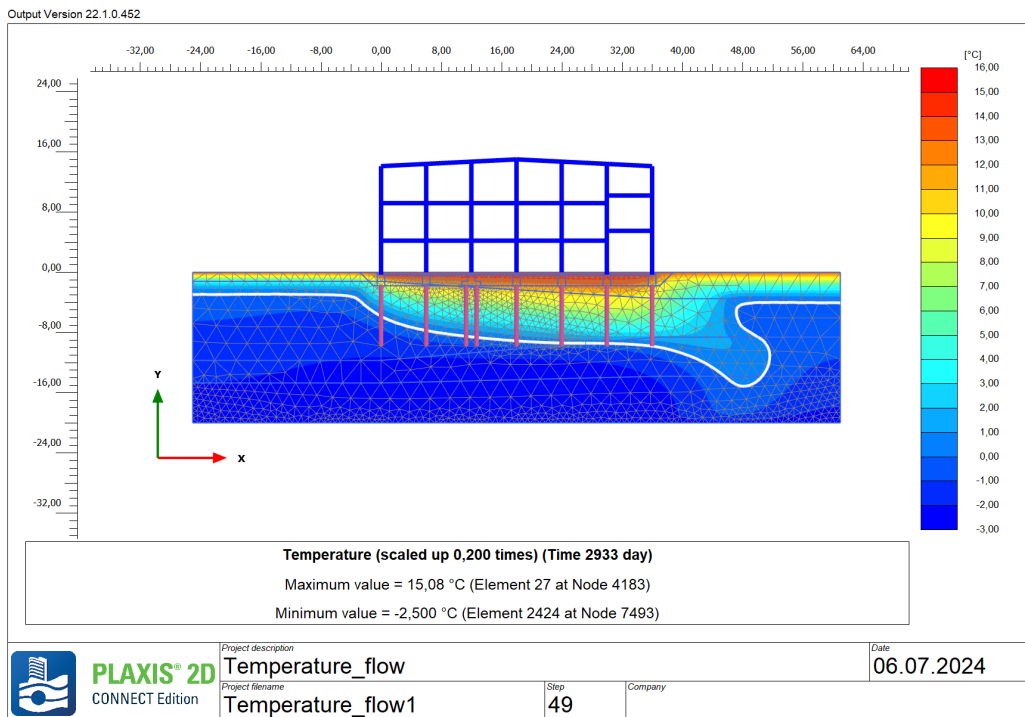 Output Version 22.1.0.452
-32,00 -24,00 -16,00 -8,00 0,00 8,00 16,00 24,00 32,00 40,00 48,00 56,00 64,00
[°C]
24,00
16,00
8,00
0,00
-8,00
-16,00
-24,00
-32,00
Y
X
16,00
15,00
14,00
13,00
12,00
11,00
10,00
9,00
8,00
7,00
6,00
5,00
4,00
3,00
2,00
1,00
0,00
-1,00
-2,00
-3,00
Temperature (scaled up 0,200 times) (Time 2933 day)
Maximum value = 15,08 °C (Element 27 at Node 4183)
Minimum value = -2,500 °C (Element 2424 at Node 7493)
PLAXIS® 2D
CONNECT Edition
Project description
Temperature_flow
Date
06.07.2024
Project filename
Temperature_flow1
Step
49
Company